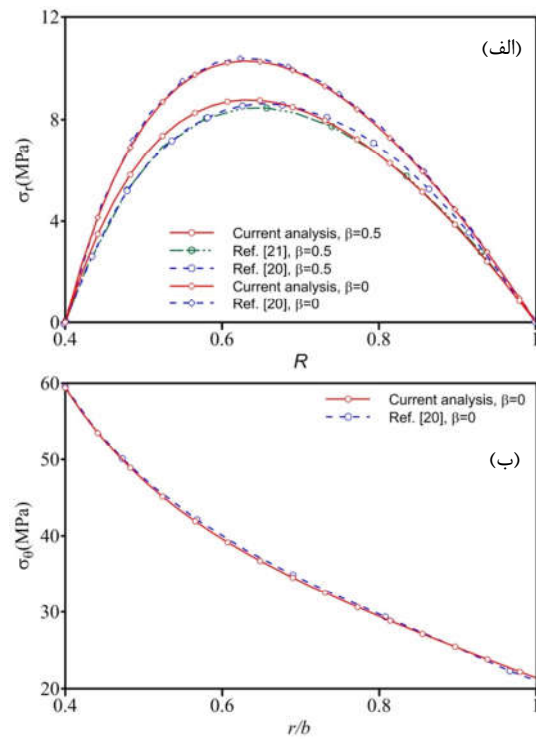 12
(الف)
8
σr(MPa)
4
Current analysis, β=0.5
Ref. [21], β=0.5
Ref. [20], β=0.5
Current analysis, β=0
Ref. [20], β=0
0
0.4 0.6 0.8 1
R
60
Current analysis, β=0
Ref. [20], β=0
(ب)
50
σθ(MPa)
40
30
20
0.4 0.6 0.8 1
r/b